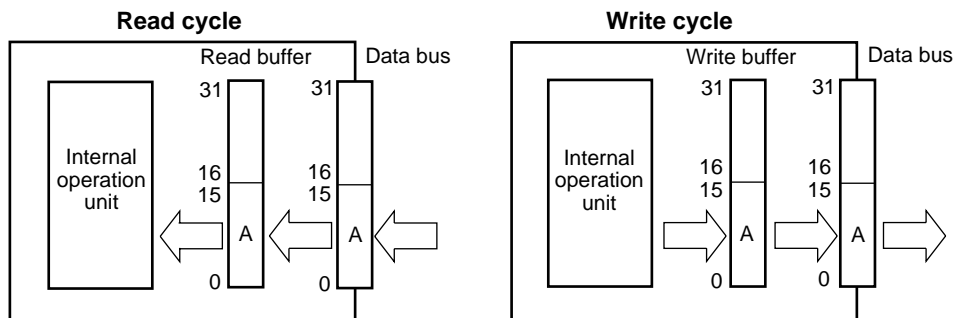 Read cycle
Read buffer
Data bus
31
31
Internal
operation
unit
16
15
16
15
A
A
0
0
Write cycle
Write buffer
Data bus
31
31
Internal
operation
unit
16
15
16
15
A
A
0
0